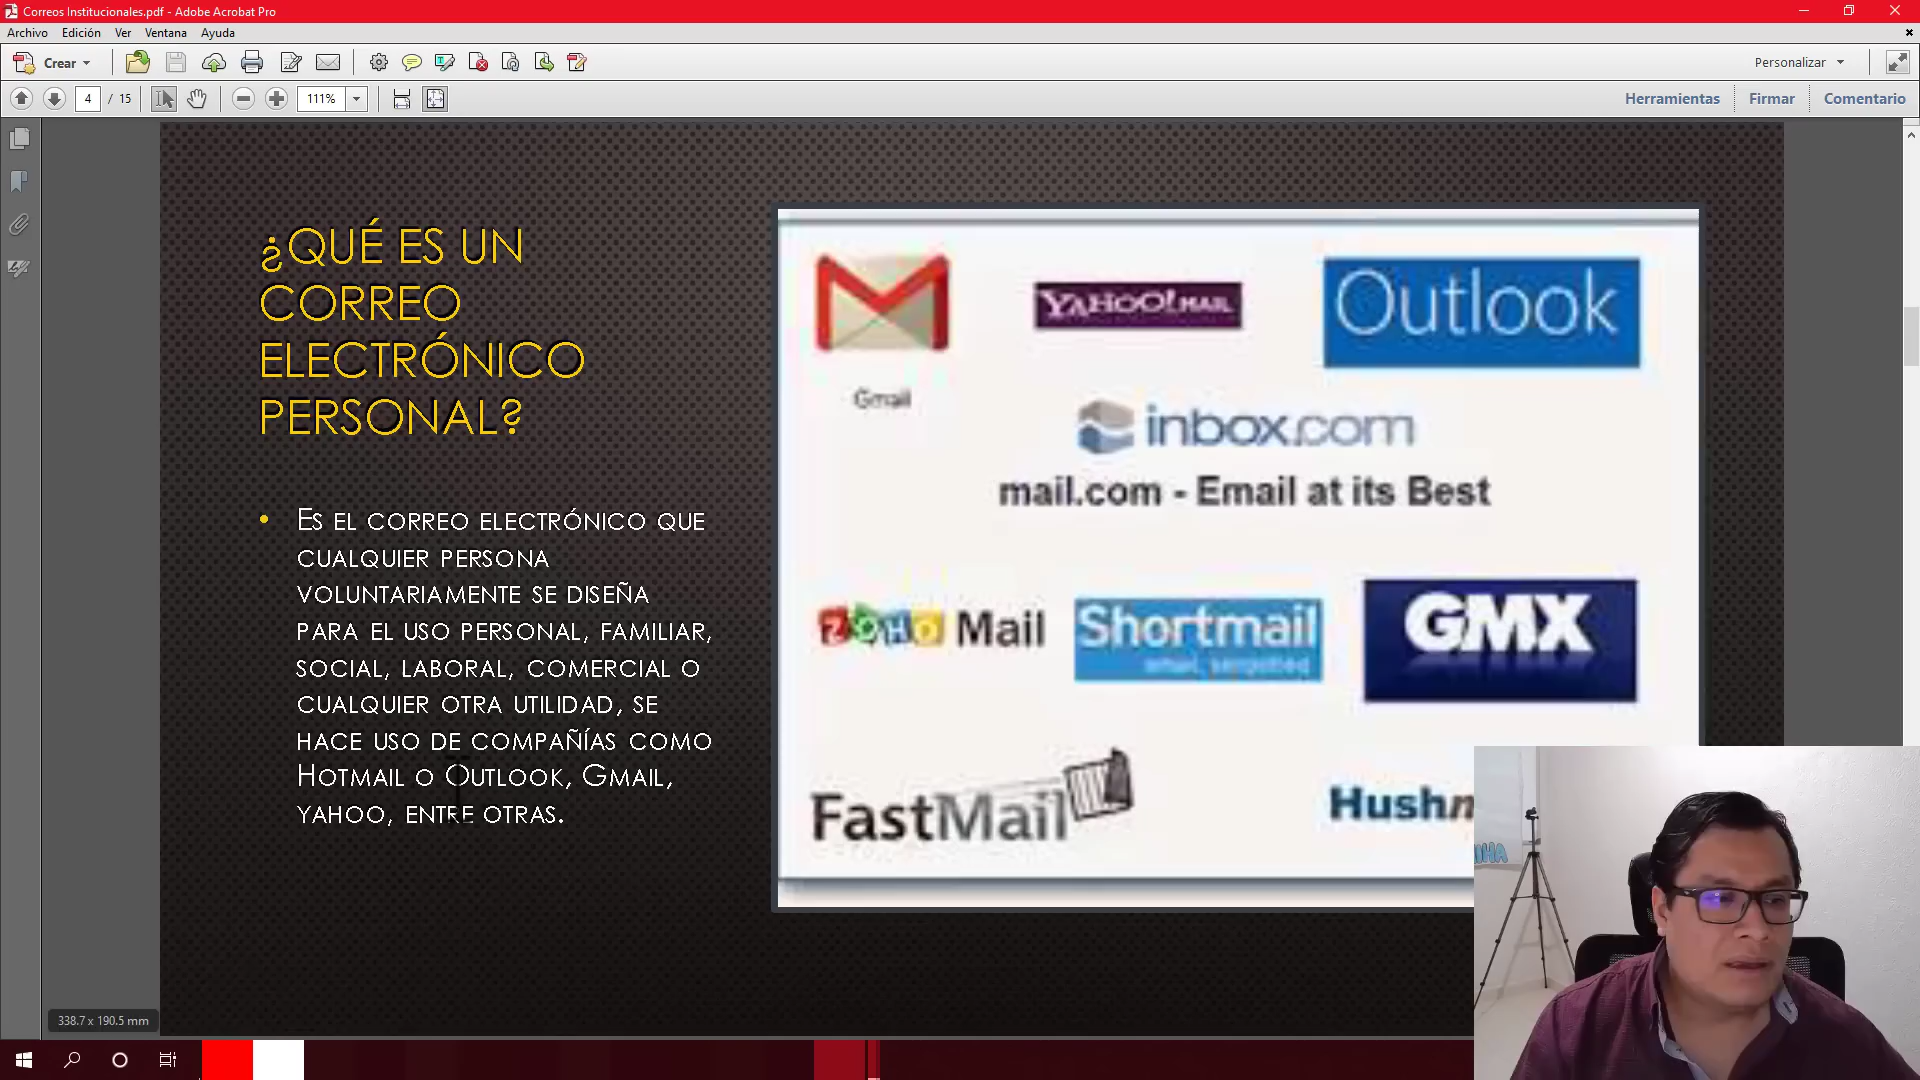 Correos Institucionales.pdf - Adobe Acrobat Pro
Archivo Edición Ver Ventana Ayuda
Crear
Personalizar
4 / 15
111%
Herramientas Firmar Comentario
¿QUÉ ES UN
CORREO
ELECTRÓNICO
PERSONAL?
• ES EL CORREO ELECTRÓNICO QUE
CUALQUIER PERSONA
VOLUNTARIAMENTE SE DISEÑA
PARA EL USO PERSONAL, FAMILIAR,
SOCIAL, LABORAL, COMERCIAL O
CUALQUIER OTRA UTILIDAD, SE
HACE USO DE COMPAÑÍAS COMO
HOTMAIL O OUTLOOK, GMAIL,
YAHOO, ENTRE OTRAS.
YAHOO! MAIL
Outlook
Gmail
inbox.com
mail.com - Email at its Best
ZOHO Mail
Shortmail
GMX
FastMail
338.7 x 190.5 mm